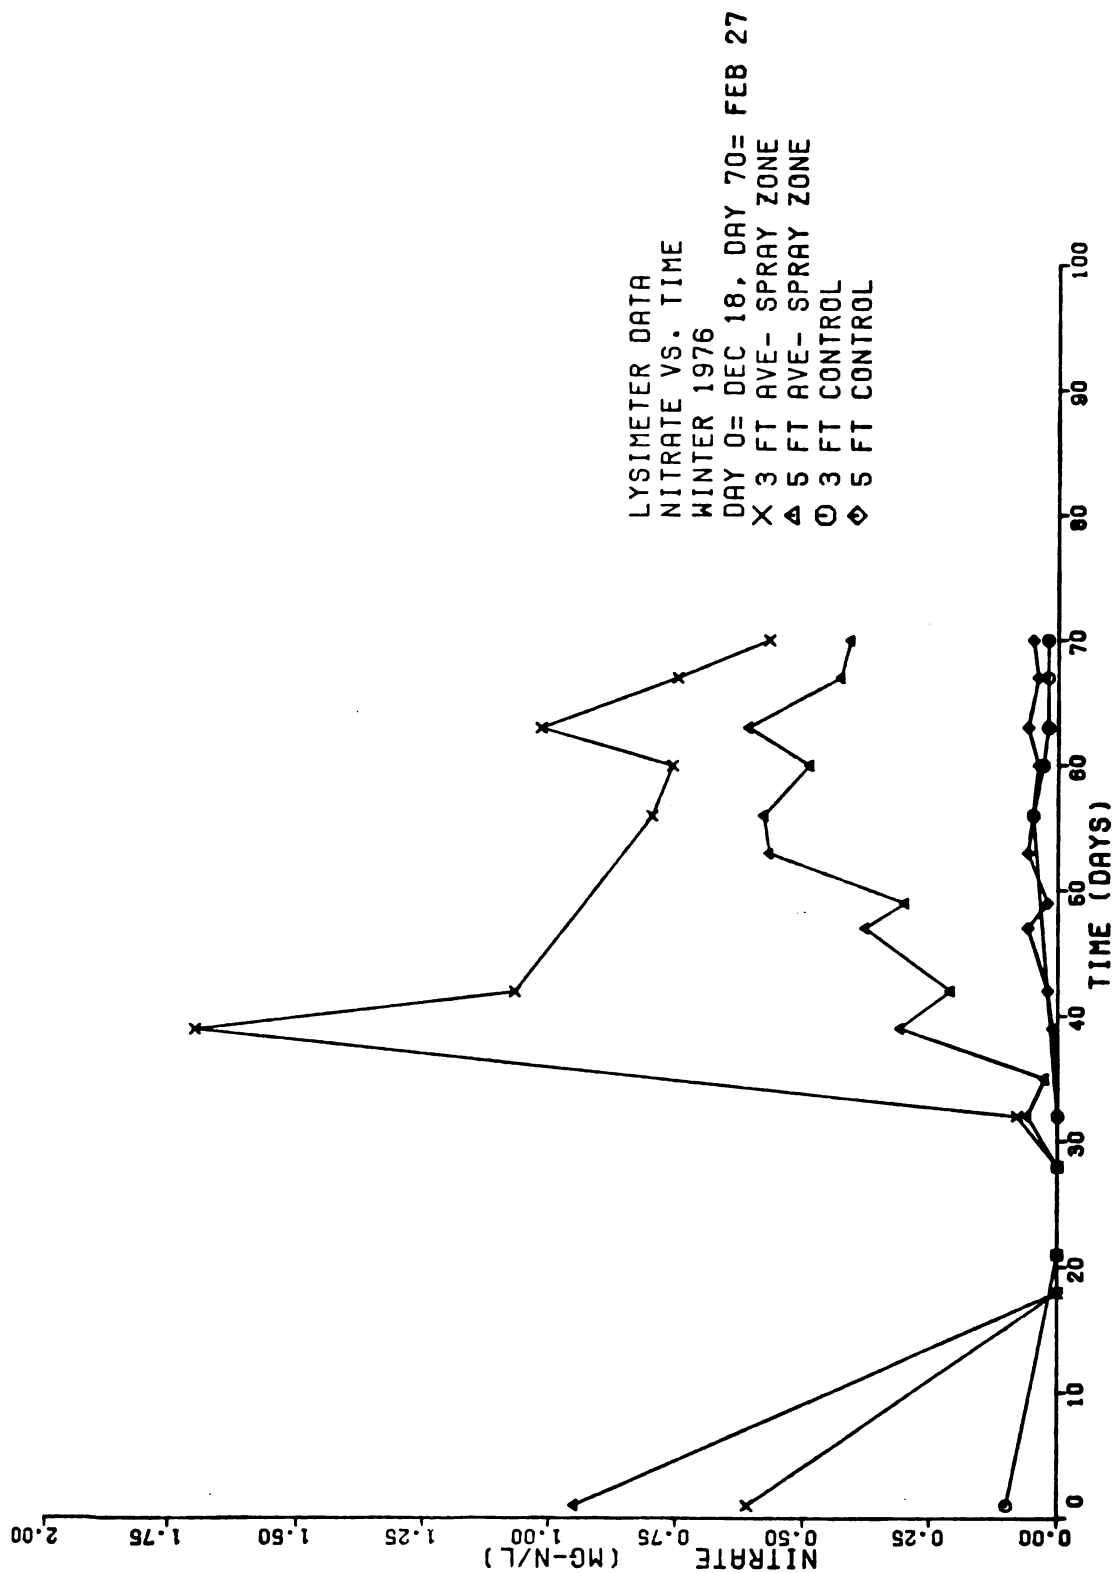 LYSIMETER DATA
NITRATE VS. TIME
WINTER 1976
DAY 0= DEC 18, DAY 70= FEB 27
X 3 FT AVE- SPRAY ZONE
5 FT AVE- SPRAY ZONE
3 FT CONTROL
5 FT CONTROL
NITRATE
(MG-N/L)
2.00
1.75
1.50
1.25
1.00
0.75
0.50
0.25
0.00
0 10 20 30 40 50 60 70 80 90 100
TIME (DAYS)